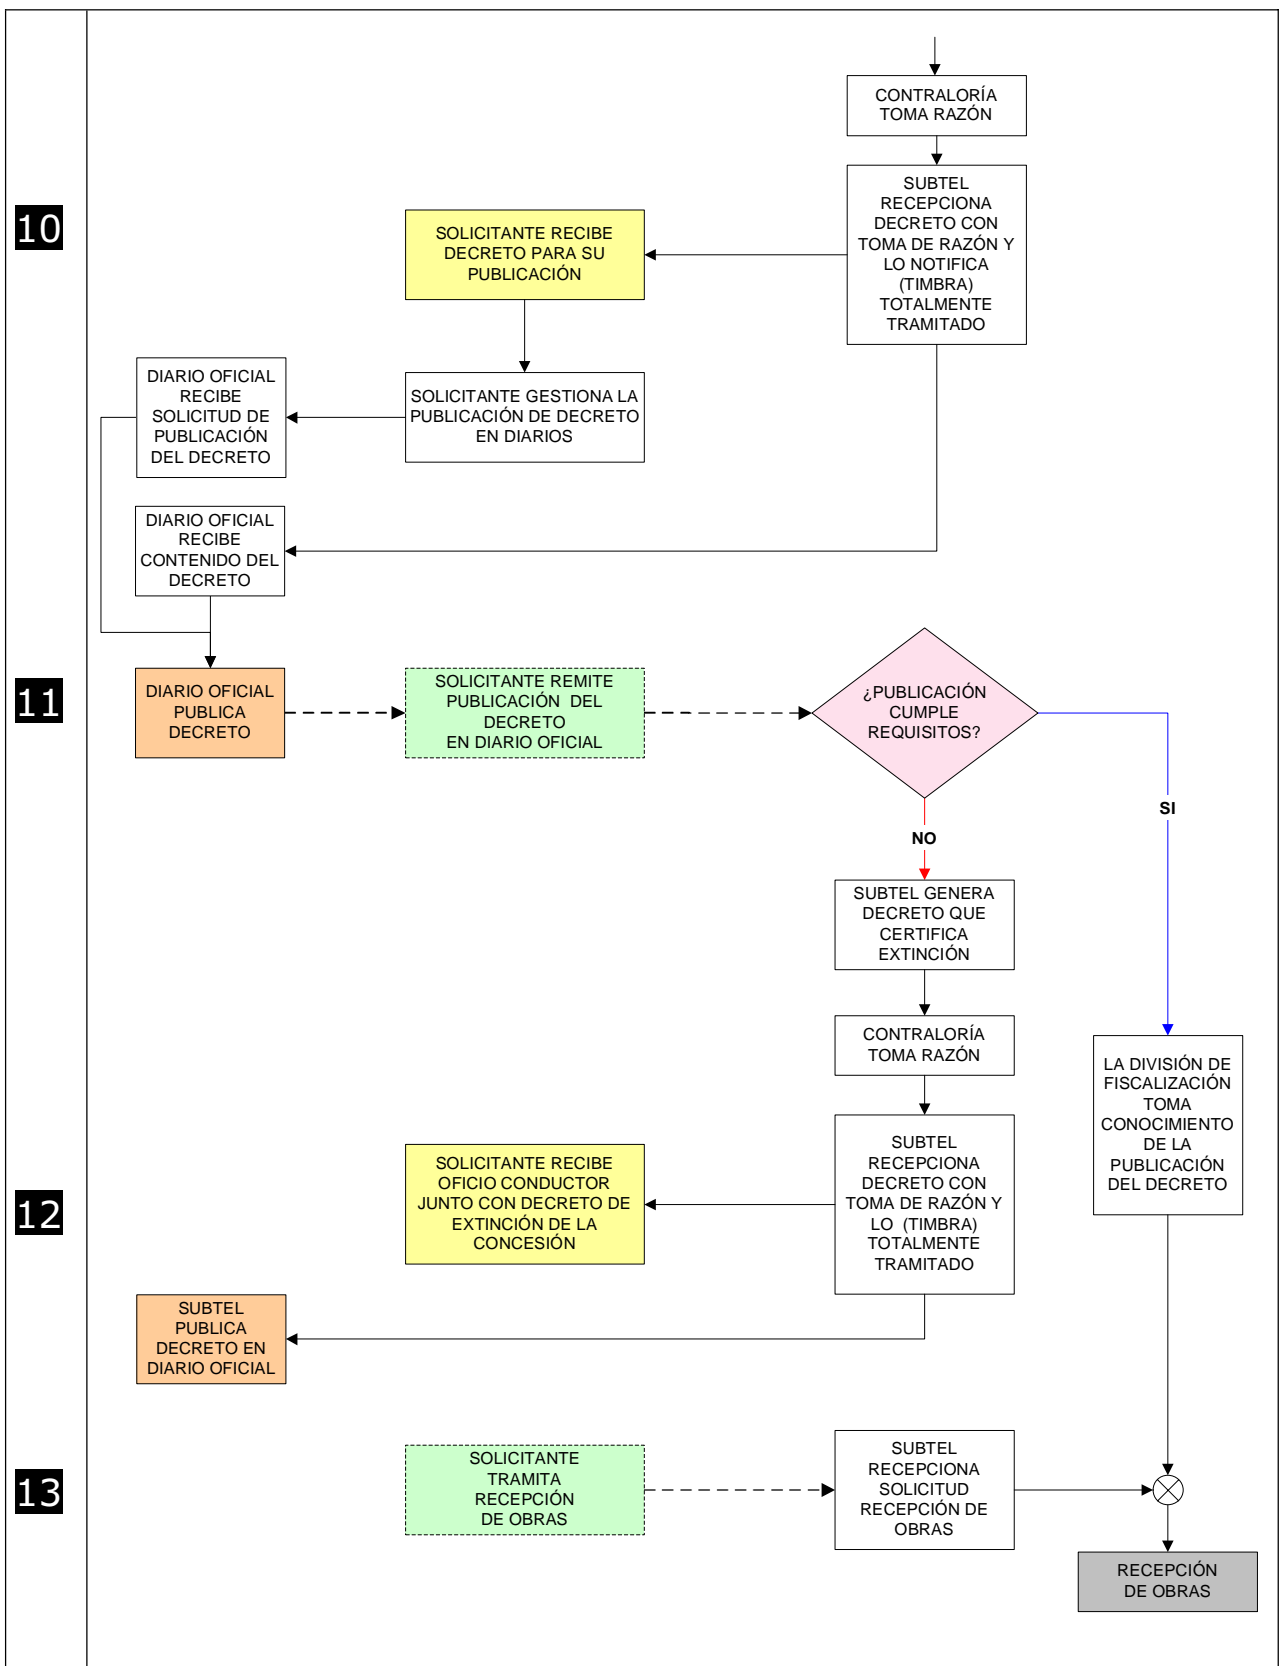 CONTRALORÍA
TOMA RAZÓN
10
SUBTEL
RECEPCIONA
DECRETO CON
TOMA DE RAZÓN Y
LO NOTIFICA
(TIMBRA)
TOTALMENTE
TRAMITADO
SOLICITANTE RECIBE
DECRETO PARA SU
PUBLICACIÓN
DIARIO OFICIAL
RECIBE
SOLICITUD DE
PUBLICACIÓN
DEL DECRETO
SOLICITANTE GESTIONA LA
PUBLICACIÓN DE DECRETO
EN DIARIOS
DIARIO OFICIAL
RECIBE
CONTENIDO DEL
DECRETO
11
DIARIO OFICIAL
PUBLICA
DECRETO
SOLICITANTE REMITE
PUBLICACIÓN DEL
DECRETO
EN DIARIO OFICIAL
¿PUBLICACIÓN
CUMPLE
REQUISITOS?
SI
NO
SUBTEL GENERA
DECRETO QUE
CERTIFICA
EXTINCIÓN
CONTRALORÍA
TOMA RAZÓN
LA DIVISIÓN DE
FISCALIZACIÓN
TOMA
CONOCIMIENTO
DE LA
PUBLICACIÓN
DEL DECRETO
12
SOLICITANTE RECIBE
OFICIO CONDUCTOR
JUNTO CON DECRETO DE
EXTINCIÓN DE LA
CONCESIÓN
SUBTEL
RECEPCIONA
DECRETO CON
TOMA DE RAZÓN Y
LO (TIMBRA)
TOTALMENTE
TRAMITADO
SUBTEL
PUBLICA
DECRETO EN
DIARIO OFICIAL
13
SOLICITANTE
TRAMITA
RECEPCIÓN
DE OBRAS
SUBTEL
RECEPCIONA
SOLICITUD
RECEPCIÓN DE
OBRAS
RECEPCIÓN
DE OBRAS